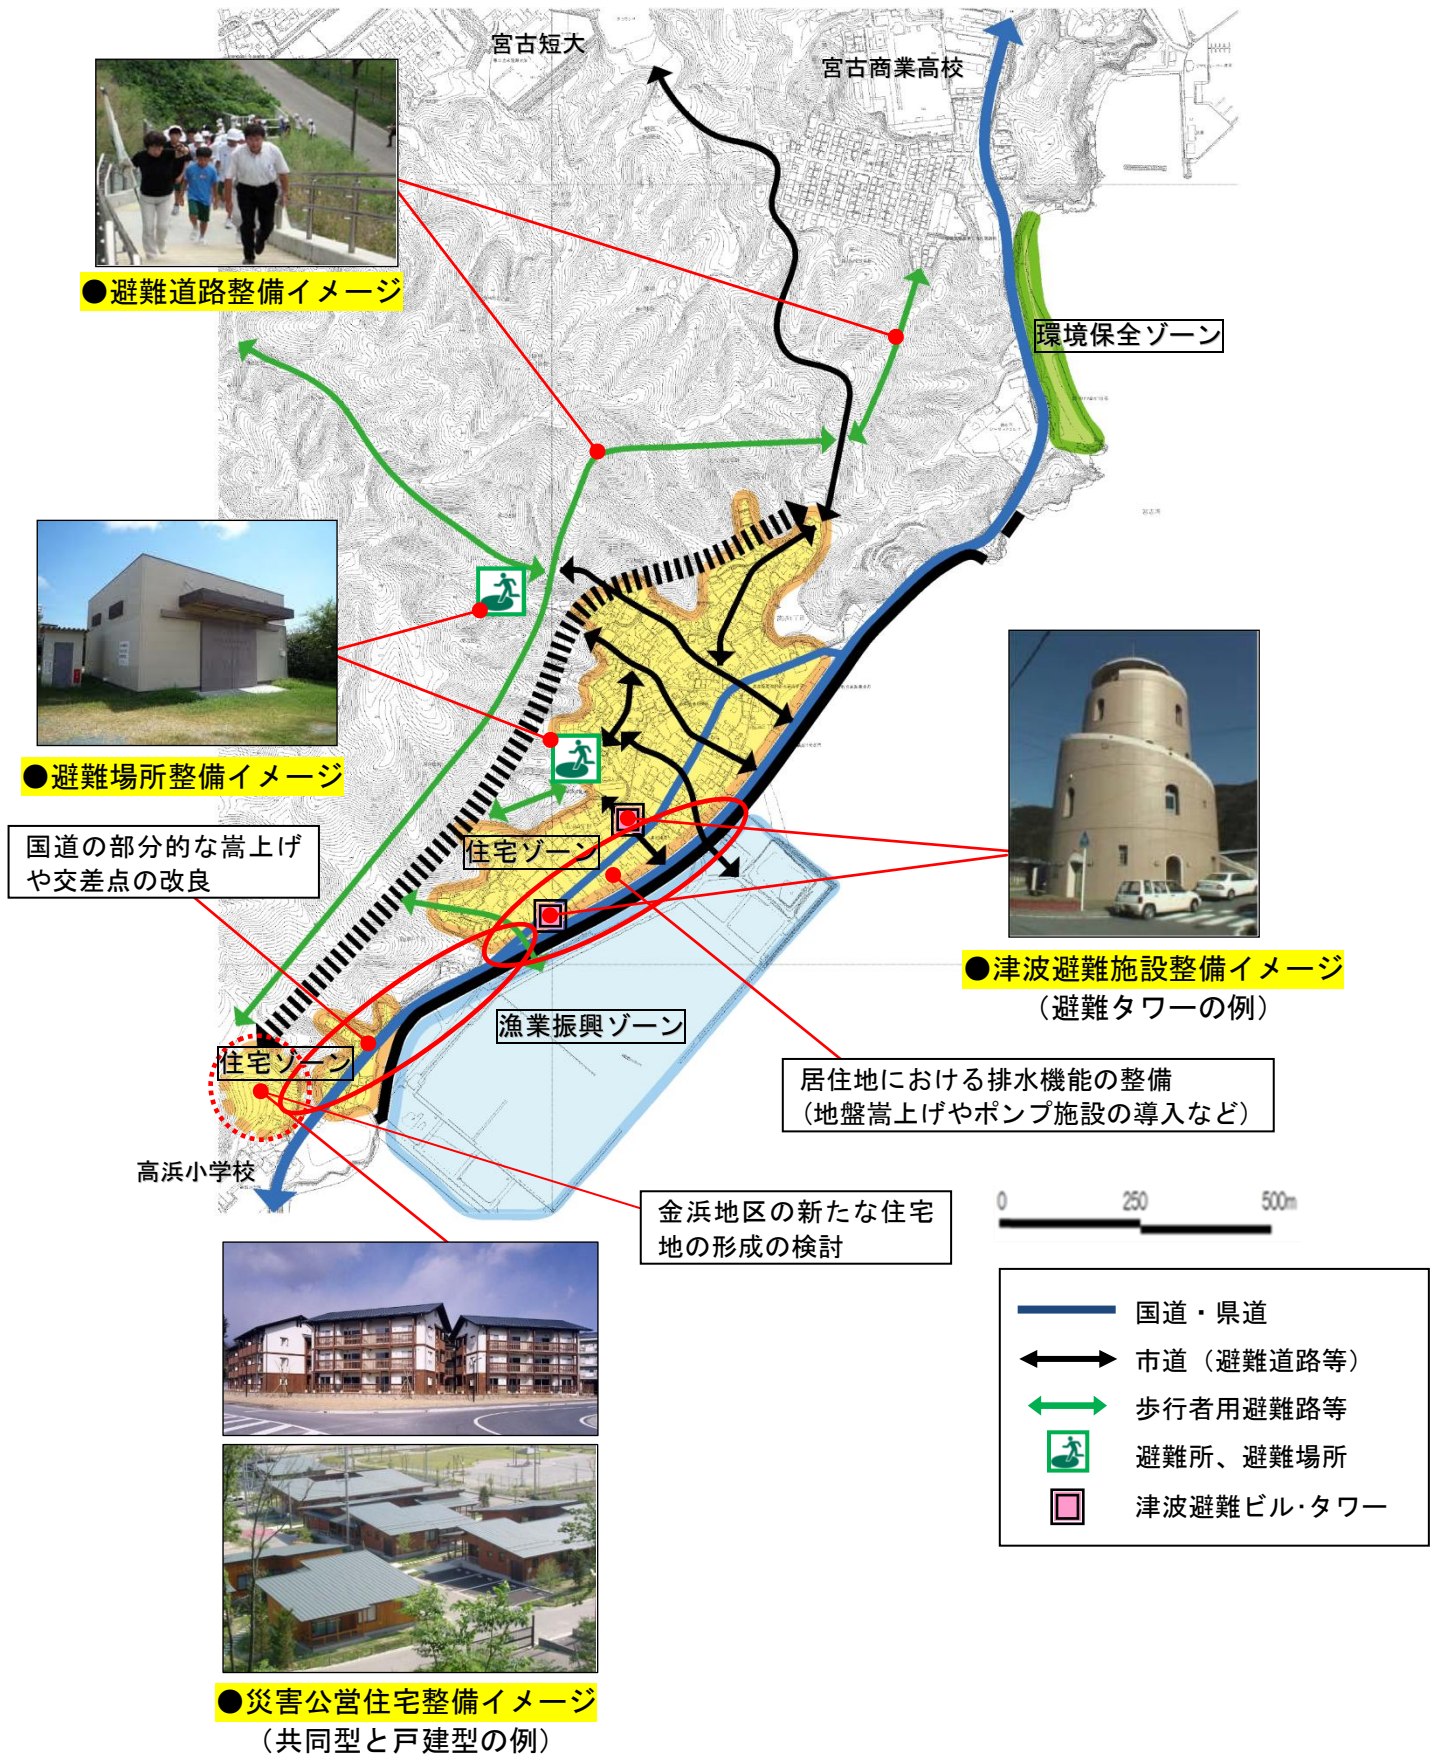 宮古短大
宮古商業高校
●避難道路整備イメージ
環境保全ゾーン
●避難場所整備イメージ
国道の部分的な嵩上げ
や交差点の改良
住宅ゾーン
●津波避難施設整備イメージ
（避難タワーの例）
漁業振興ゾーン
住宅ゾーン
居住地における排水機能の整備
（地盤嵩上げやポンプ施設の導入など）
高浜小学校
金浜地区の新たな住宅
地の形成の検討
0 250 500m
国道・県道
市道（避難道路等）
歩行者用避難路等
避難所、避難場所
津波避難ビル・タワー
●災害公営住宅整備イメージ
（共同型と戸建型の例）